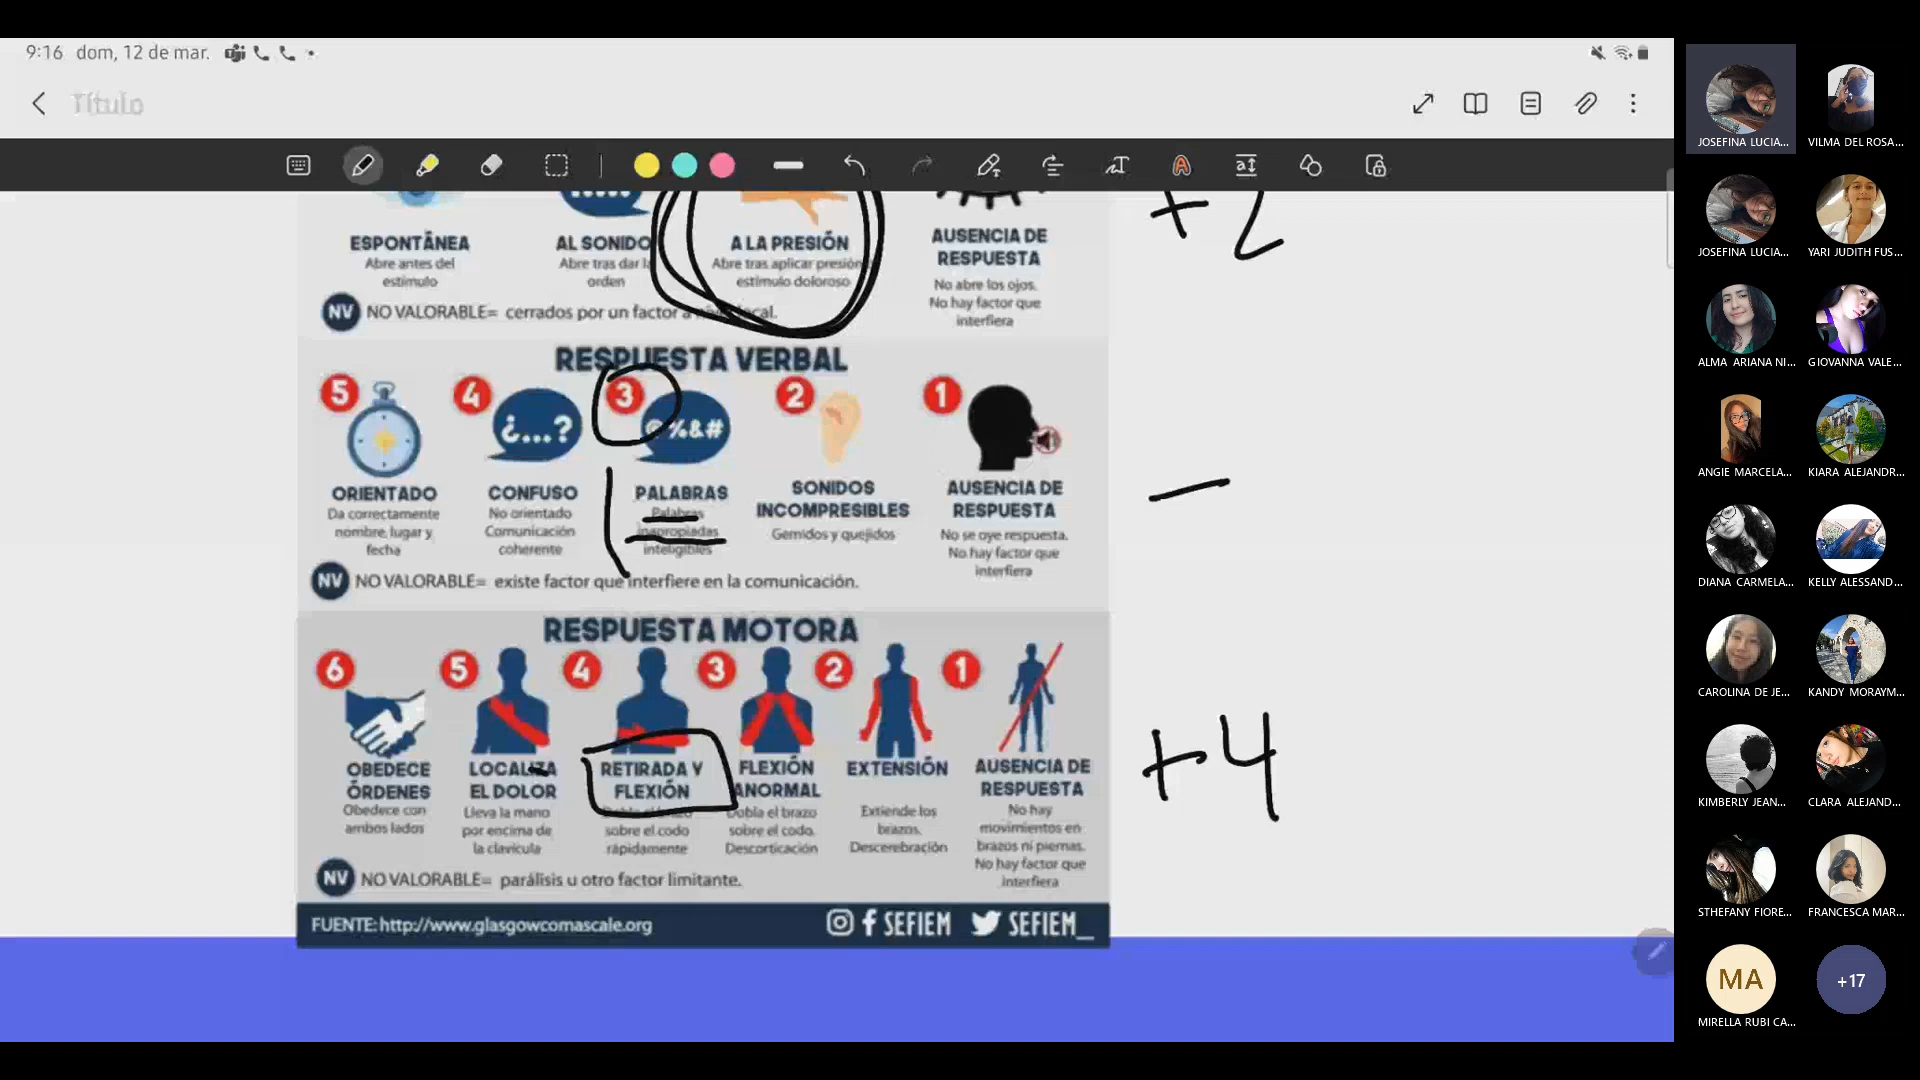 9:16 dom, 12 de mar.
Título
ESPONTÁNEA
Abre antes del
estímulo
AL SONIDO
Abre tras dar la
orden
A LA PRESIÓN
Abre tras aplicar presión
estímulo doloroso
AUSENCIA DE
RESPUESTA
No abre los ojos.
No hay factor que
interfiera
+2
NV NO VALORABLE= cerrados por un factor a nivel local.
RESPUESTA VERBAL
5
ORIENTADO
Da correctamente
nombre, lugar y
fecha
4
¿...?
CONFUSO
No orientado
Comunicación
coherente
3
@%&#
PALABRAS
Palabras
inapropiadas
inteligibles
2
SONIDOS
INCOMPRESIBLES
Gemidos y quejidos
1
AUSENCIA DE
RESPUESTA
No se oye respuesta.
No hay factor que
interfiera
–
NV NO VALORABLE= existe factor que interfiere en la comunicación.
RESPUESTA MOTORA
6
OBEDECE
ÓRDENES
Obedece con
ambos lados
5
LOCALIZA
EL DOLOR
Lleva la mano
por encima de
la clavícula
4
RETIRADA Y
FLEXIÓN
sobre el codo
rápidamente
3
FLEXIÓN
ANORMAL
Dobla el brazo
sobre el codo.
Descorticación
2
EXTENSIÓN
Extiende los
brazos.
Descerebración
1
AUSENCIA DE
RESPUESTA
No hay
movimientos en
brazos ni piernas.
No hay factor que
interfiera
+4
NV NO VALORABLE= parálisis u otro factor limitante.
FUENTE: http://www.glasgowcomascale.org SEFIEM SEFIEM_
JOSEFINA LUCIA...
VILMA DEL ROSA...
JOSEFINA LUCIA...
YARI JUDITH FUS...
ALMA ARIANA NI...
GIOVANNA VALE...
ANGIE MARCELA...
KIARA ALEJANDR...
DIANA CARMELA...
KELLY ALESSAND...
CAROLINA DE JE...
KANDY MORAYM...
KIMBERLY JEAN...
CLARA ALEJAND...
STHEFANY FIORE...
FRANCESCA MAR...
MA
MIRELLA RUBI CA...
+17